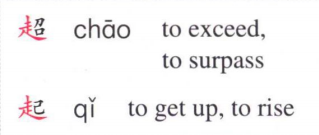 超 chāo to exceed,
to surpass
起 qǐ to get up, to rise